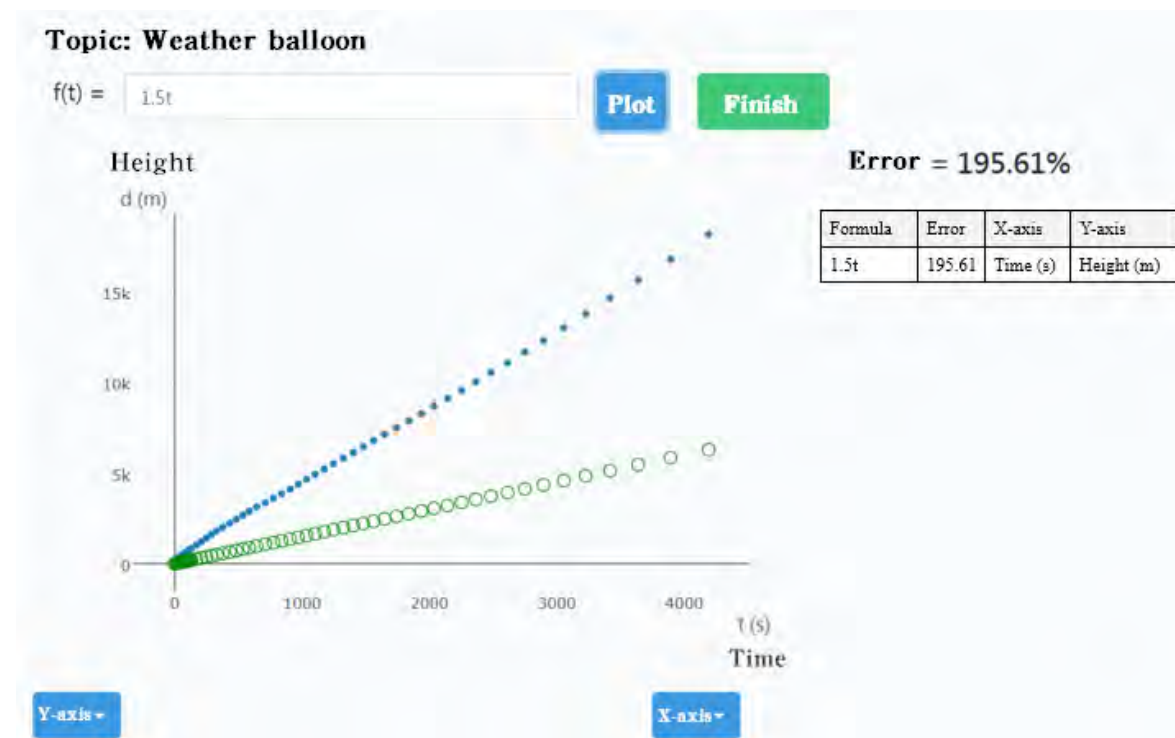 Topic: Weather balloon
f(t) = 1.5t Plot Finish
Height
d (m)
Error = 195.61%
Formula Error X-axis Y-axis
1.5t 195.61 Time (s) Height (m)
15k
10k
5k
0
0 1000 2000 3000 4000
t (s)
Time
Y-axis X-axis